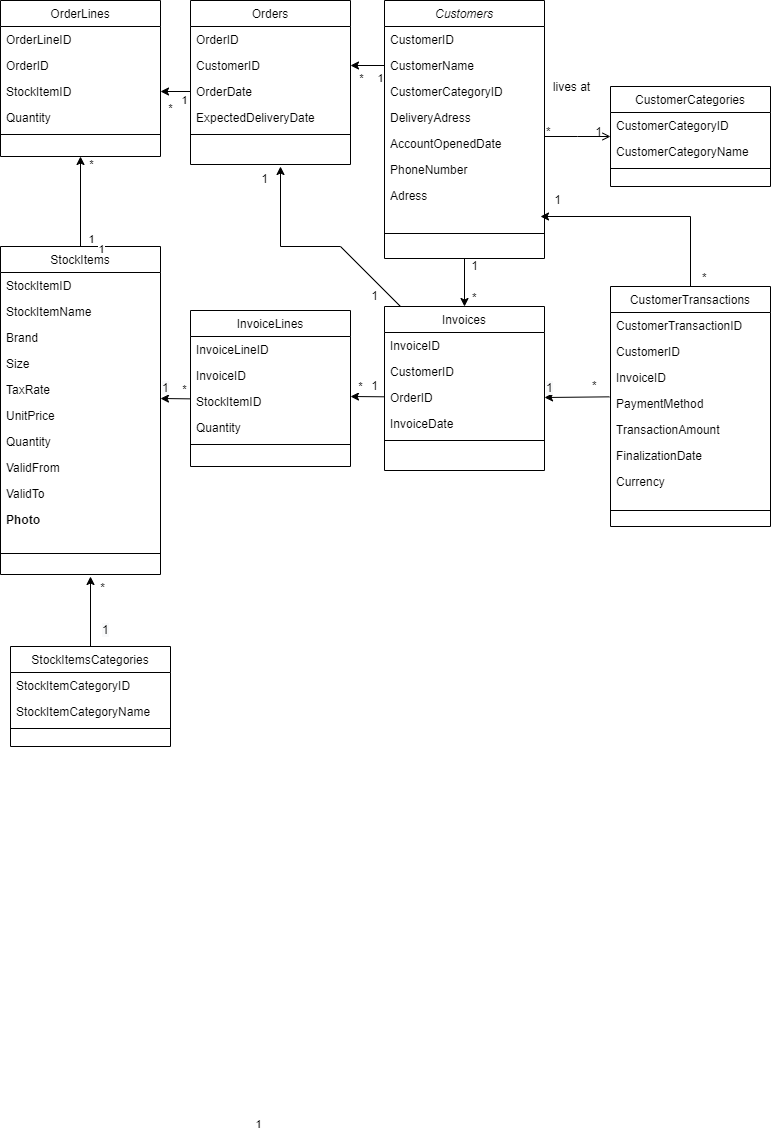 OrderLines
OrderLineID
OrderID
StockItemID
Quantity
Orders
OrderID
CustomerID
OrderDate
ExpectedDeliveryDate
Customers
CustomerID
CustomerName
CustomerCategoryID
DeliveryAdress
AccountOpenedDate
PhoneNumber
Adress
lives at
CustomerCategories
CustomerCategoryID
CustomerCategoryName
*
1
*
1
*
1
*
1
1
1
1
*
1
*
*
1
1
StockItems
StockItemID
StockItemName
Brand
Size
TaxRate
UnitPrice
Quantity
ValidFrom
ValidTo
Photo
InvoiceLines
InvoiceLineID
InvoiceID
StockItemID
Quantity
1
*
Invoices
InvoiceID
CustomerID
OrderID
InvoiceDate
*
1
CustomerTransactions
CustomerTransactionID
CustomerID
InvoiceID
PaymentMethod
TransactionAmount
FinalizationDate
Currency
1
*
*
1
StockItemsCategories
StockItemCategoryID
StockItemCategoryName
1